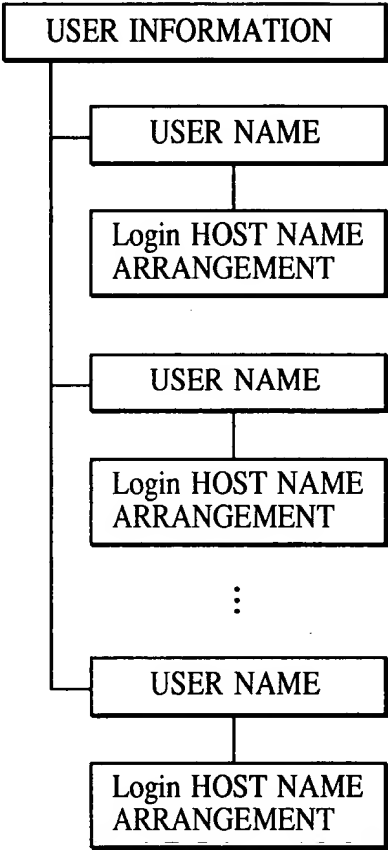 USER INFORMATION
USER NAME
Login HOST NAME
ARRANGEMENT
USER NAME
Login HOST NAME
ARRANGEMENT
⋮
USER NAME
Login HOST NAME
ARRANGEMENT